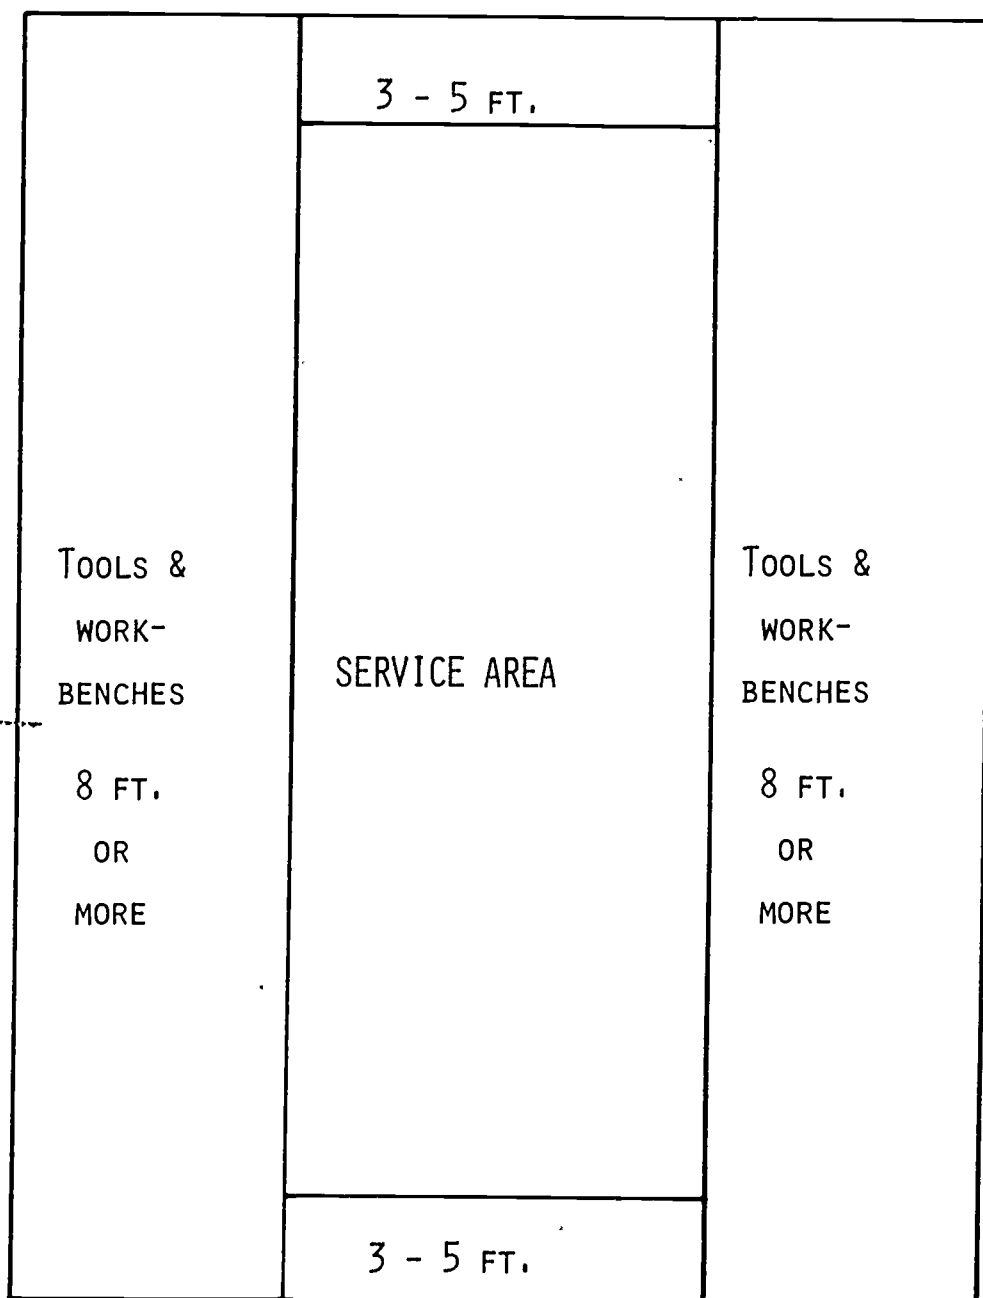 3 - 5 FT.
TOOLS &
WORK-
BENCHES
8 FT.
OR
MORE
SERVICE AREA
TOOLS &
WORK-
BENCHES
8 FT.
OR
MORE
3 - 5 FT.